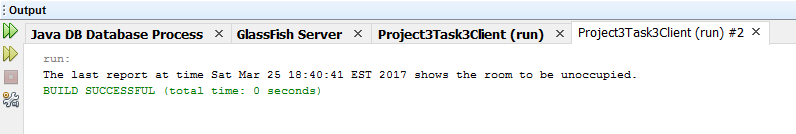 Output
Java DB Database Process × GlassFish Server × Project3Task3Client (run) × Project3Task3Client (run) #2 ×
run:
The last report at time Sat Mar 25 18:40:41 EST 2017 shows the room to be unoccupied.
BUILD SUCCESSFUL (total time: 0 seconds)